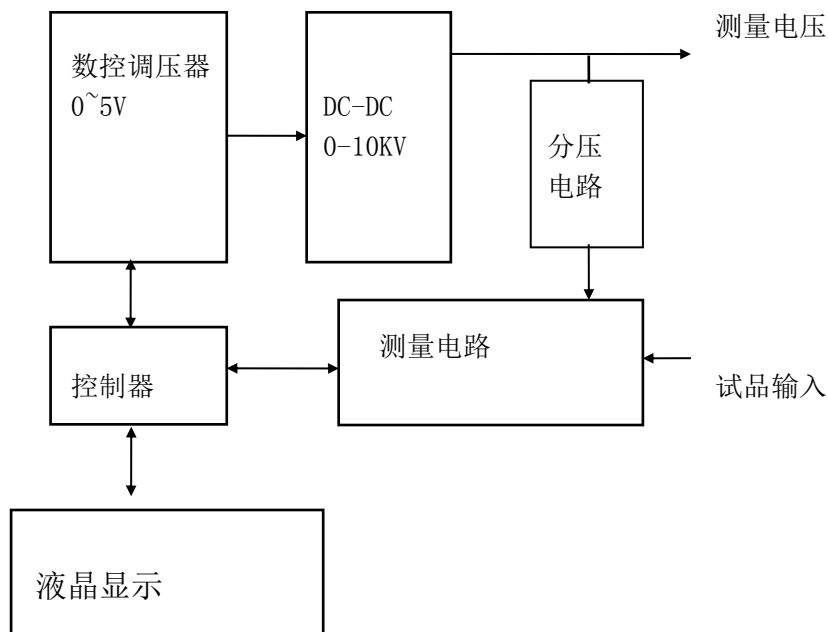 测量电压
数控调压器
0~5V
DC-DC
0-10KV
分压
电路
测量电路
控制器
试品输入
液晶显示